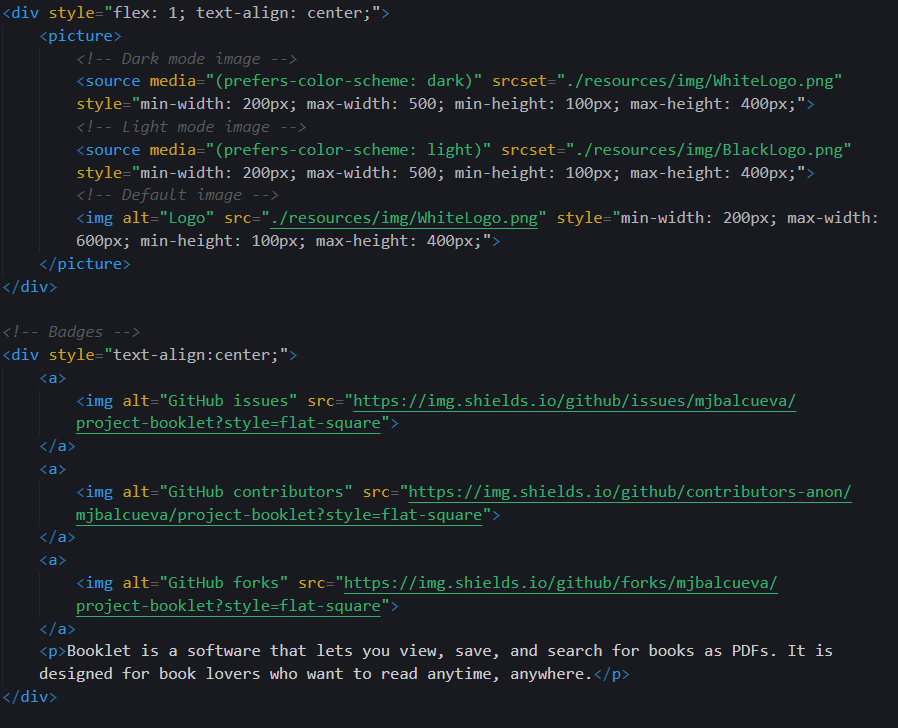 <div style="flex: 1; text-align: center;">
    <picture>
        <!-- Dark mode image -->
        <source media="(prefers-color-scheme: dark)" srcset="./resources/img/WhiteLogo.png"
        style="min-width: 200px; max-width: 500; min-height: 100px; max-height: 400px;">
        <!-- Light mode image -->
        <source media="(prefers-color-scheme: light)" srcset="./resources/img/BlackLogo.png"
        style="min-width: 200px; max-width: 500; min-height: 100px; max-height: 400px;">
        <!-- Default image -->
        <img alt="Logo" src="./resources/img/WhiteLogo.png" style="min-width: 200px; max-width:
        600px; min-height: 100px; max-height: 400px;">
    </picture>
</div>

<!-- Badges -->
<div style="text-align:center;">
    <a>
        <img alt="GitHub issues" src="https://img.shields.io/github/issues/mjbalcueva/
        project-booklet?style=flat-square">
    </a>
    <a>
        <img alt="GitHub contributors" src="https://img.shields.io/github/contributors-anon/
        mjbalcueva/project-booklet?style=flat-square">
    </a>
    <a>
        <img alt="GitHub forks" src="https://img.shields.io/github/forks/mjbalcueva/
        project-booklet?style=flat-square">
    </a>
    <p>Booklet is a software that lets you view, save, and search for books as PDFs. It is
    designed for book lovers who want to read anytime, anywhere.</p>
</div>